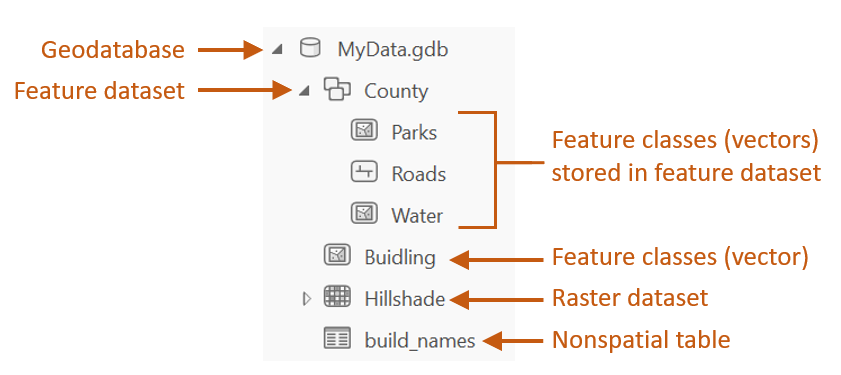 Geodatabase
MyData.gdb
Feature dataset
County
Parks
Roads
Water
Feature classes (vectors)
stored in feature dataset
Buidling
Feature classes (vector)
Hillshade
Raster dataset
build_names
Nonspatial table